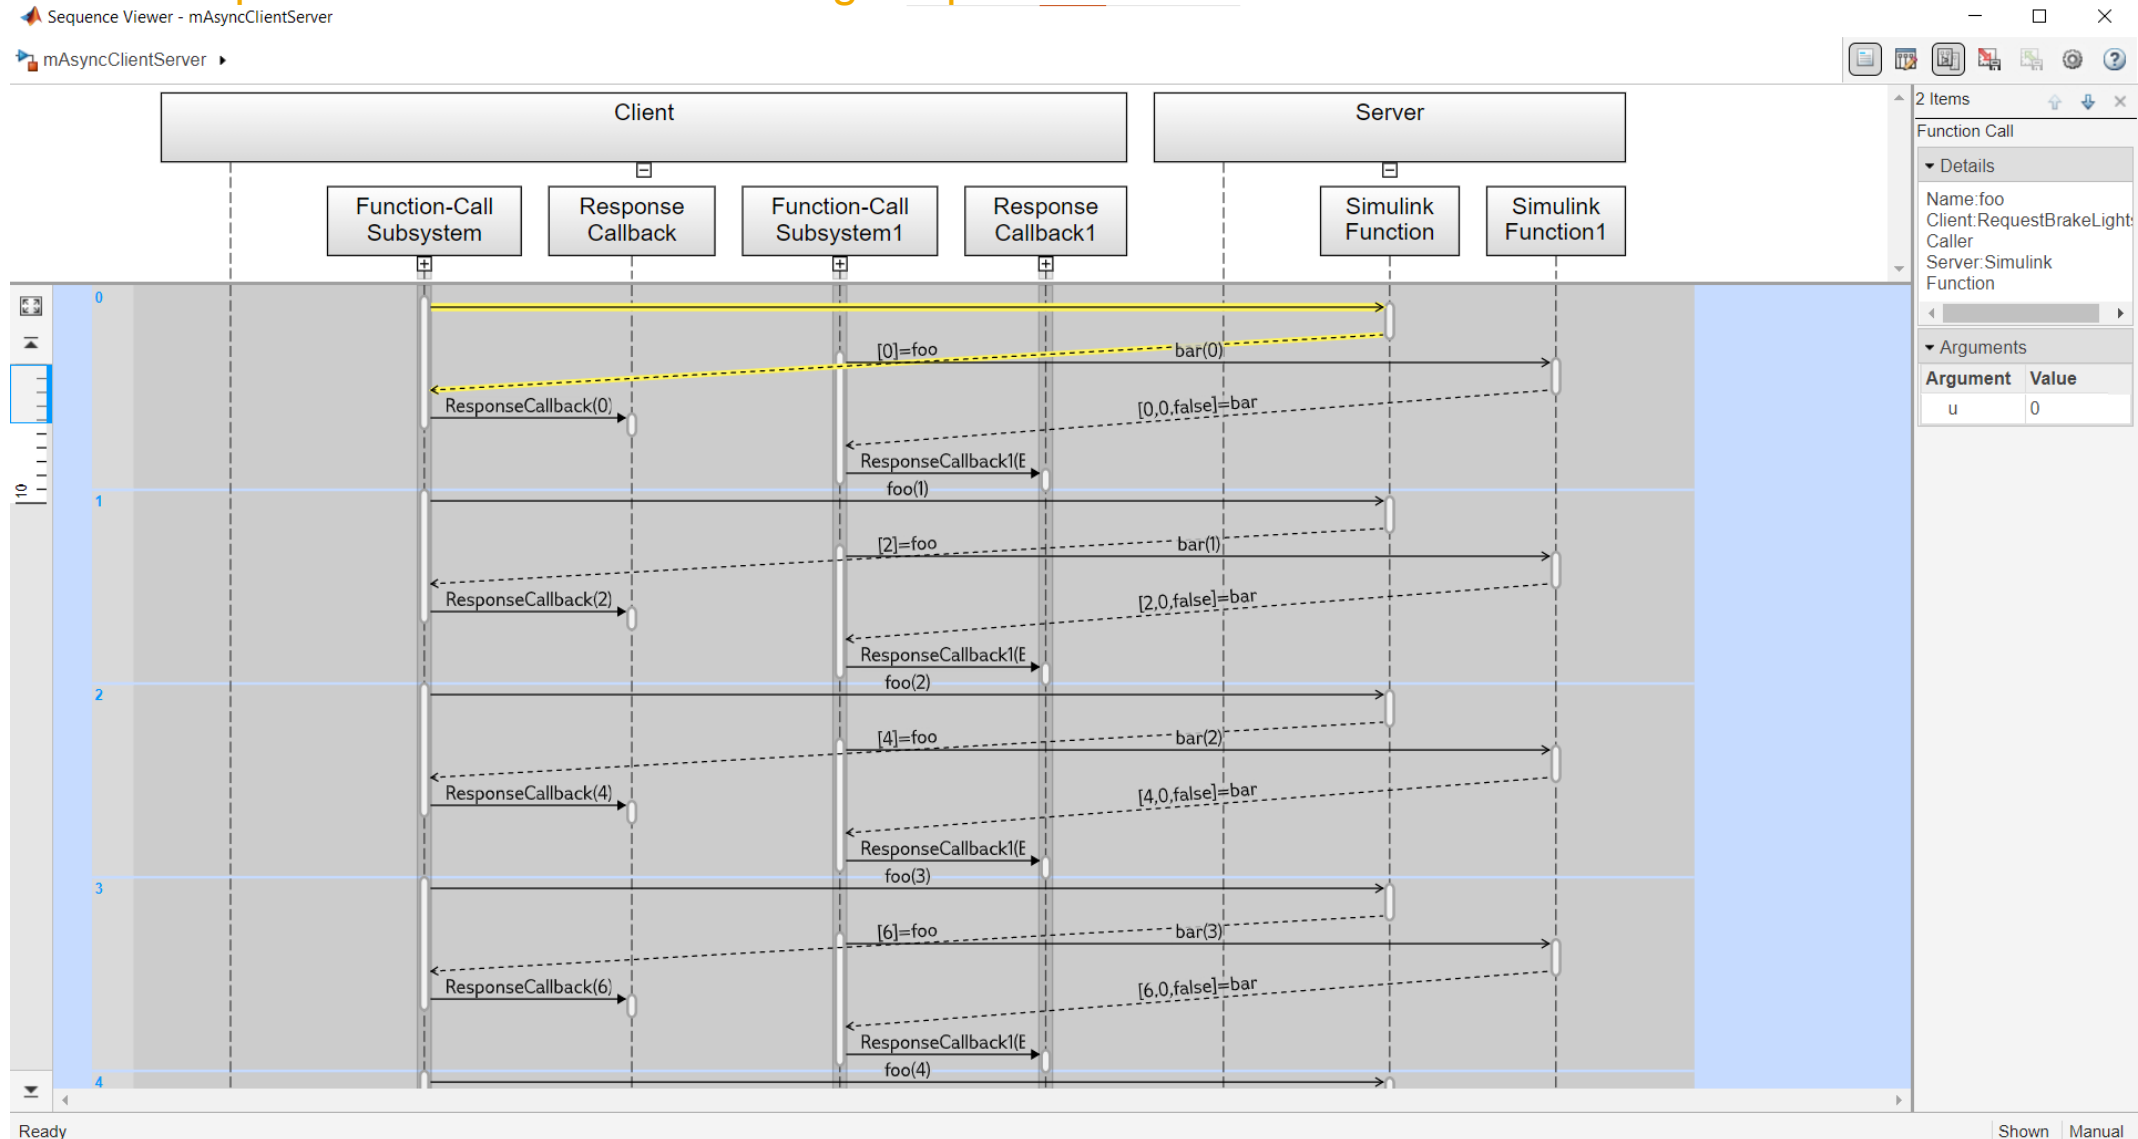 Sequence Viewer - mAsyncClientServer
mAsyncClientServer
Client
Server
Function-Call
Subsystem
Response
Callback
Function-Call
Subsystem1
Response
Callback1
Simulink
Function
Simulink
Function1
0
[0]=foo
bar(0)
ResponseCallback(0)
[0,0,false]=bar
ResponseCallback1(E
foo(1)
1
[2]=foo
bar(1)
ResponseCallback(2)
[2,0,false]=bar
ResponseCallback1(E
foo(2)
2
[4]=foo
bar(2)
ResponseCallback(4)
[4,0,false]=bar
ResponseCallback1(E
foo(3)
3
[6]=foo
bar(3)
ResponseCallback(6)
[6,0,false]=bar
ResponseCallback1(E
foo(4)
4
10
2 Items
Function Call
Details
Name:foo
Client:RequestBrakeLights
Caller
Server:Simulink
Function
Arguments
Argument Value
u 0
Ready
Shown Manual